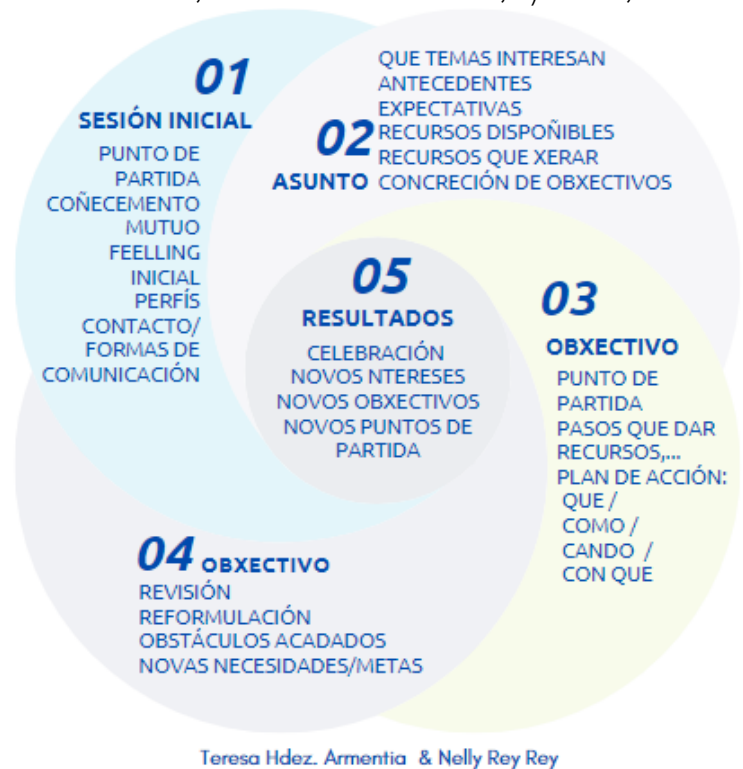 01
SESIÓN INICIAL
PUNTO DE
PARTIDA
COÑECEMENTO
MUTUO
FEELLING
INICIAL
PERFÍS
CONTACTO/
FORMAS DE
COMUNICACIÓN
02
ASUNTO
QUE TEMAS INTERESAN
ANTECEDENTES
EXPECTATIVAS
RECURSOS DISPOÑIBLES
RECURSOS QUE XERAR
CONCRECIÓN DE OBXECTIVOS
03
OBXECTIVO
PUNTO DE
PARTIDA
PASOS QUE DAR
RECURSOS,...
PLAN DE ACCIÓN:
QUE /
COMO /
CANDO /
CON QUE
04 OBXECTIVO
REVISIÓN
REFORMULACIÓN
OBSTÁCULOS ACADADOS
NOVAS NECESIDADES/METAS
05
RESULTADOS
CELEBRACIÓN
NOVOS NTERESES
NOVOS OBXECTIVOS
NOVOS PUNTOS DE
PARTIDA
Teresa Hdez. Armentia & Nelly Rey Rey